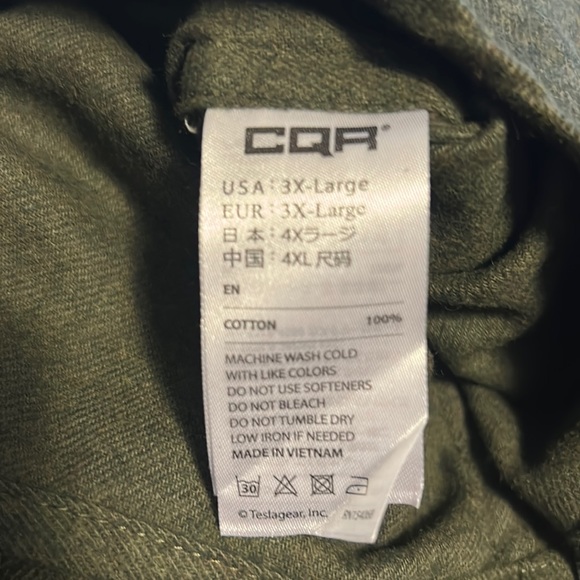 CQR®
USA : 3X-Large
EUR : 3X-Large
日 本 : 4Xラージ
中国 : 4XL 尺码
EN
COTTON 100%
MACHINE WASH COLD
WITH LIKE COLORS
DO NOT USE SOFTENERS
DO NOT BLEACH
DO NOT TUMBLE DRY
LOW IRON IF NEEDED
MADE IN VIETNAM
30
© Teslagear, Inc.